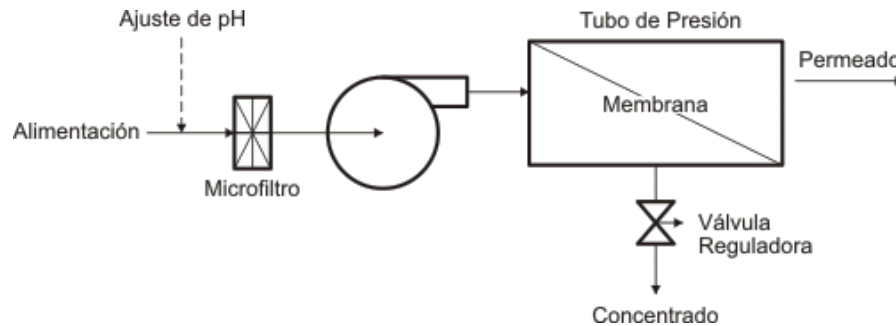 Ajuste de pH
Tubo de Presión
Permeado
Membrana
Alimentación
Microfiltro
Válvula
Reguladora
Concentrado